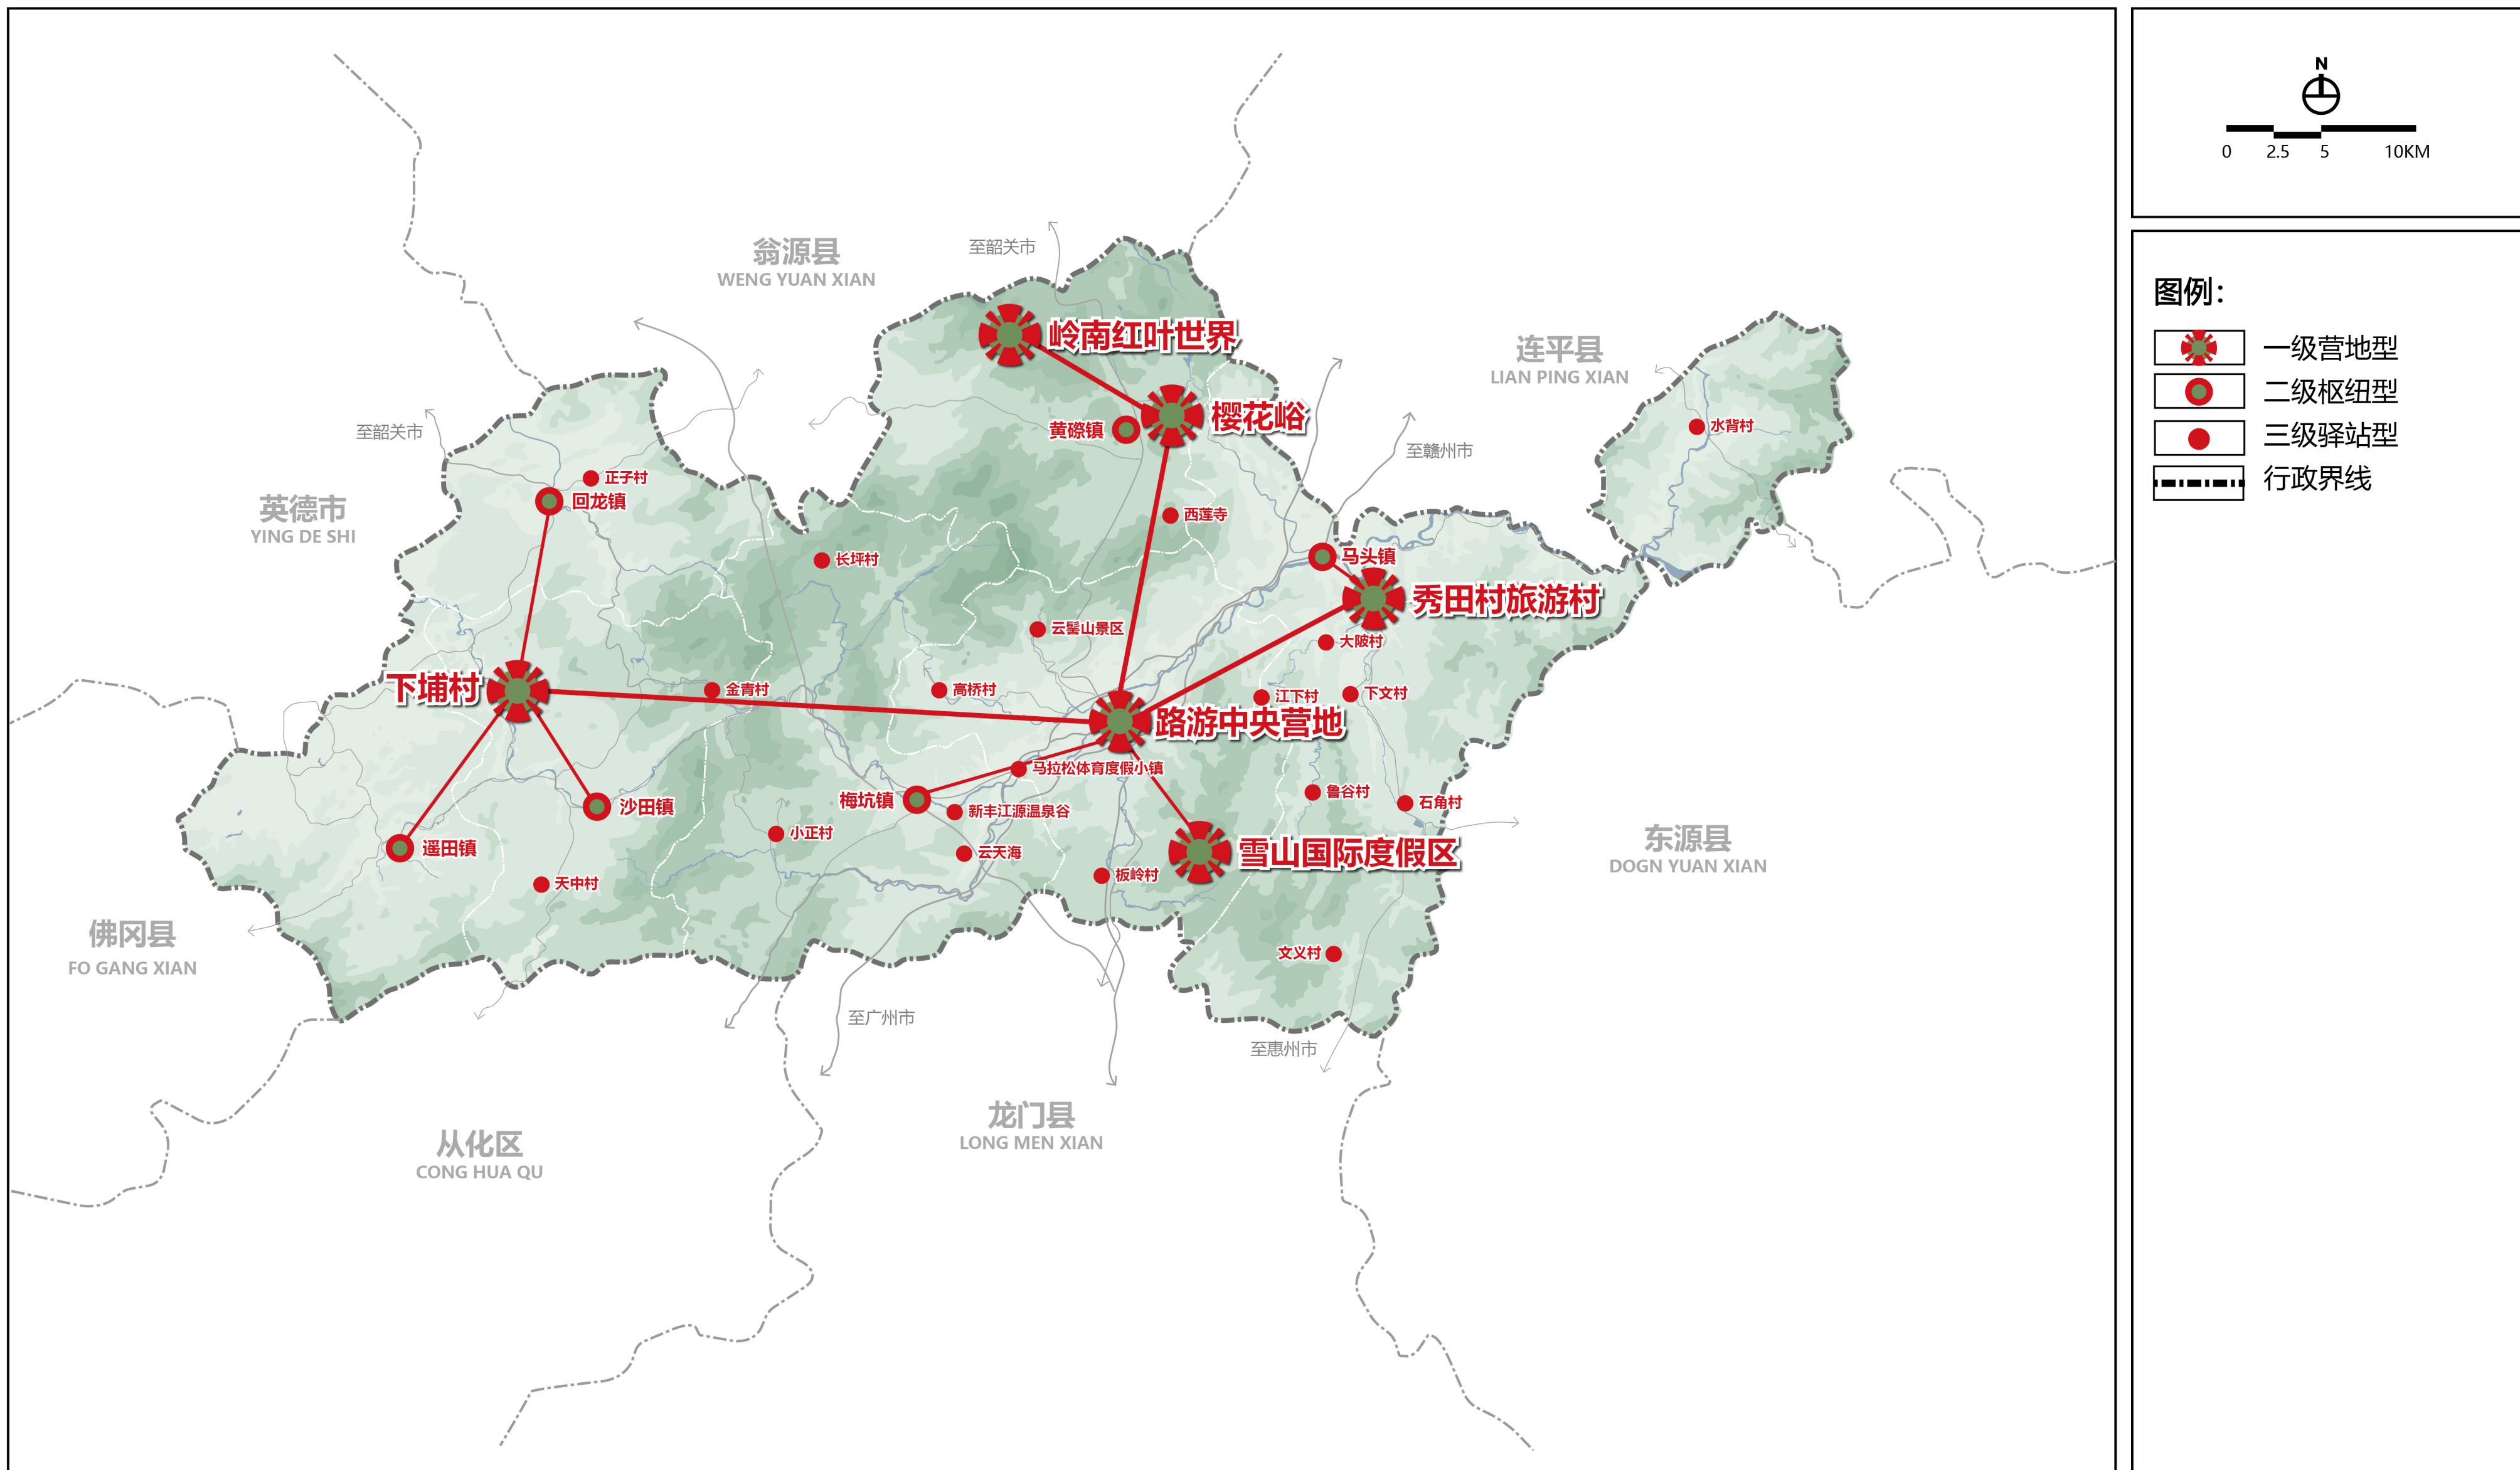 N
0 2.5 5 10KM
图例：
一级营地型
二级枢纽型
三级驿站型
行政界线
翁源县
WENG YUAN XIAN
至韶关市
岭南红叶世界
连平县
LIAN PING XIAN
樱花峪
黄磜镇
水背村
至韶关市
至赣州市
正子村
回龙镇
英德市
YING DE SHI
西莲寺
长坪村
马头镇
秀田村旅游村
云髻山景区
大陂村
下埔村
金青村
高桥村
江下村
下文村
路游中央营地
马拉松体育度假小镇
梅坑镇
沙田镇
新丰江源温泉谷
鲁谷村
石角村
小正村
遥田镇
云天海
雪山国际度假区
东源县
DOGN YUAN XIAN
天中村
板岭村
佛冈县
FO GANG XIAN
文义村
至广州市
至惠州市
龙门县
LONG MEN XIAN
从化区
CONG HUA QU